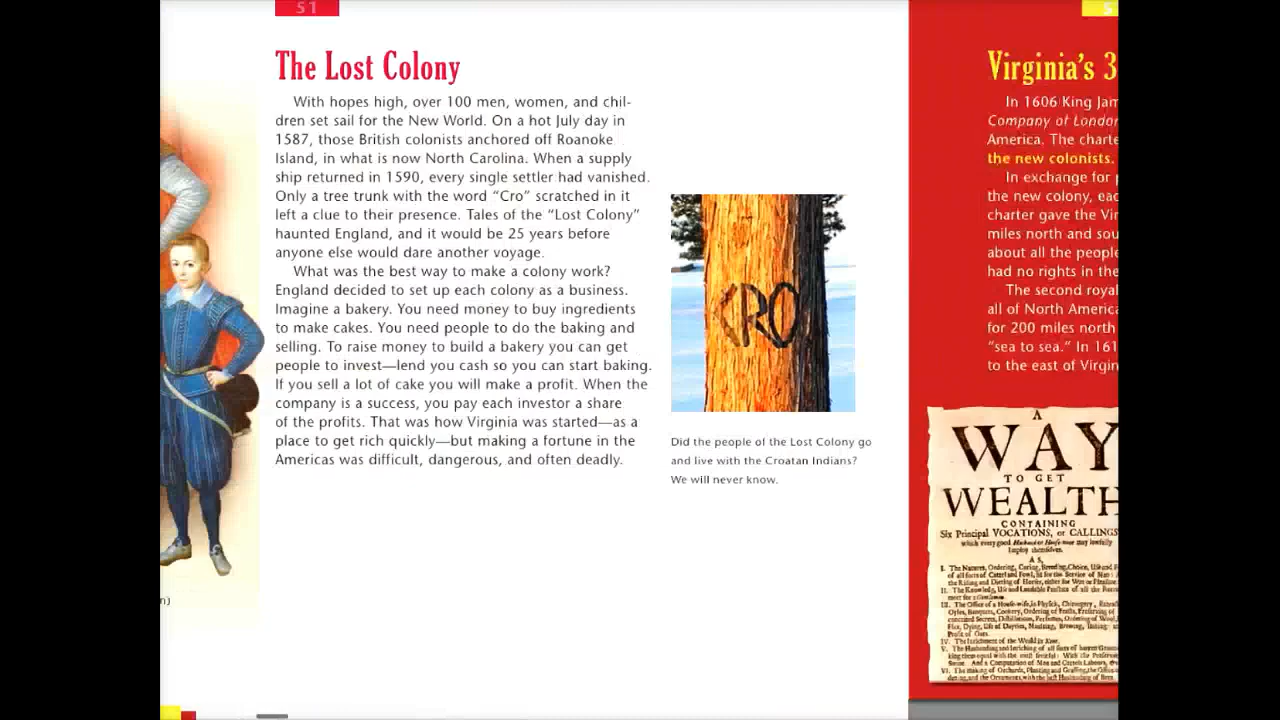 51
The Lost Colony
With hopes high, over 100 men, women, and chil-
dren set sail for the New World. On a hot July day in
1587, those British colonists anchored off Roanoke
Island, in what is now North Carolina. When a supply
ship returned in 1590, every single settler had vanished.
Only a tree trunk with the word “Cro” scratched in it
left a clue to their presence. Tales of the “Lost Colony”
haunted England, and it would be 25 years before
anyone else would dare another voyage.
What was the best way to make a colony work?
England decided to set up each colony as a business.
Imagine a bakery. You need money to buy ingredients
to make cakes. You need people to do the baking and
selling. To raise money to build a bakery you can get
people to invest—lend you cash so you can start baking.
If you sell a lot of cake you will make a profit. When the
company is a success, you pay each investor a share
of the profits. That was how Virginia was started—as a
place to get rich quickly—but making a fortune in the
Americas was difficult, dangerous, and often deadly.
CRO
Did the people of the Lost Colony go
and live with the Croatan Indians?
We will never know.
n)
5
Virginia’s 3
In 1606 King Jam
Company of London
America. The charte
the new colonists.
In exchange for p
the new colony, eac
charter gave the Vir
miles north and sou
about all the people
had no rights in the
The second royal
all of North America
for 200 miles north
“sea to sea.” In 161
to the east of Virgin
A
WAY
TO GET
WEALTH
CONTAINING
Six Principal VOCATIONS, or CALLINGS
which every good Husband or House-wife may lawfully
Employ themselves.
AS,